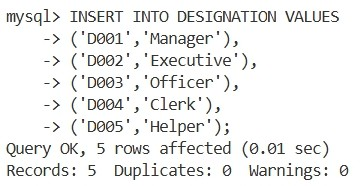 mysql> INSERT INTO DESIGNATION VALUES
    -> ('D001','Manager'),
    -> ('D002','Executive'),
    -> ('D003','Officer'),
    -> ('D004','Clerk'),
    -> ('D005','Helper');
Query OK, 5 rows affected (0.01 sec)
Records: 5  Duplicates: 0  Warnings: 0